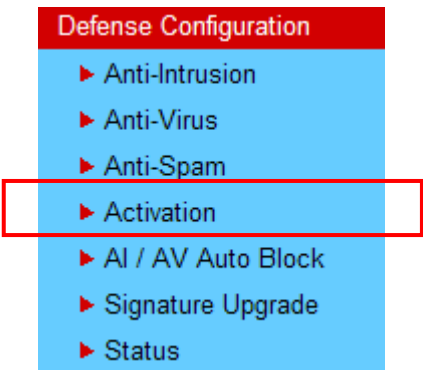 Defense Configuration
Anti-Intrusion
Anti-Virus
Anti-Spam
Activation
AI / AV Auto Block
Signature Upgrade
Status